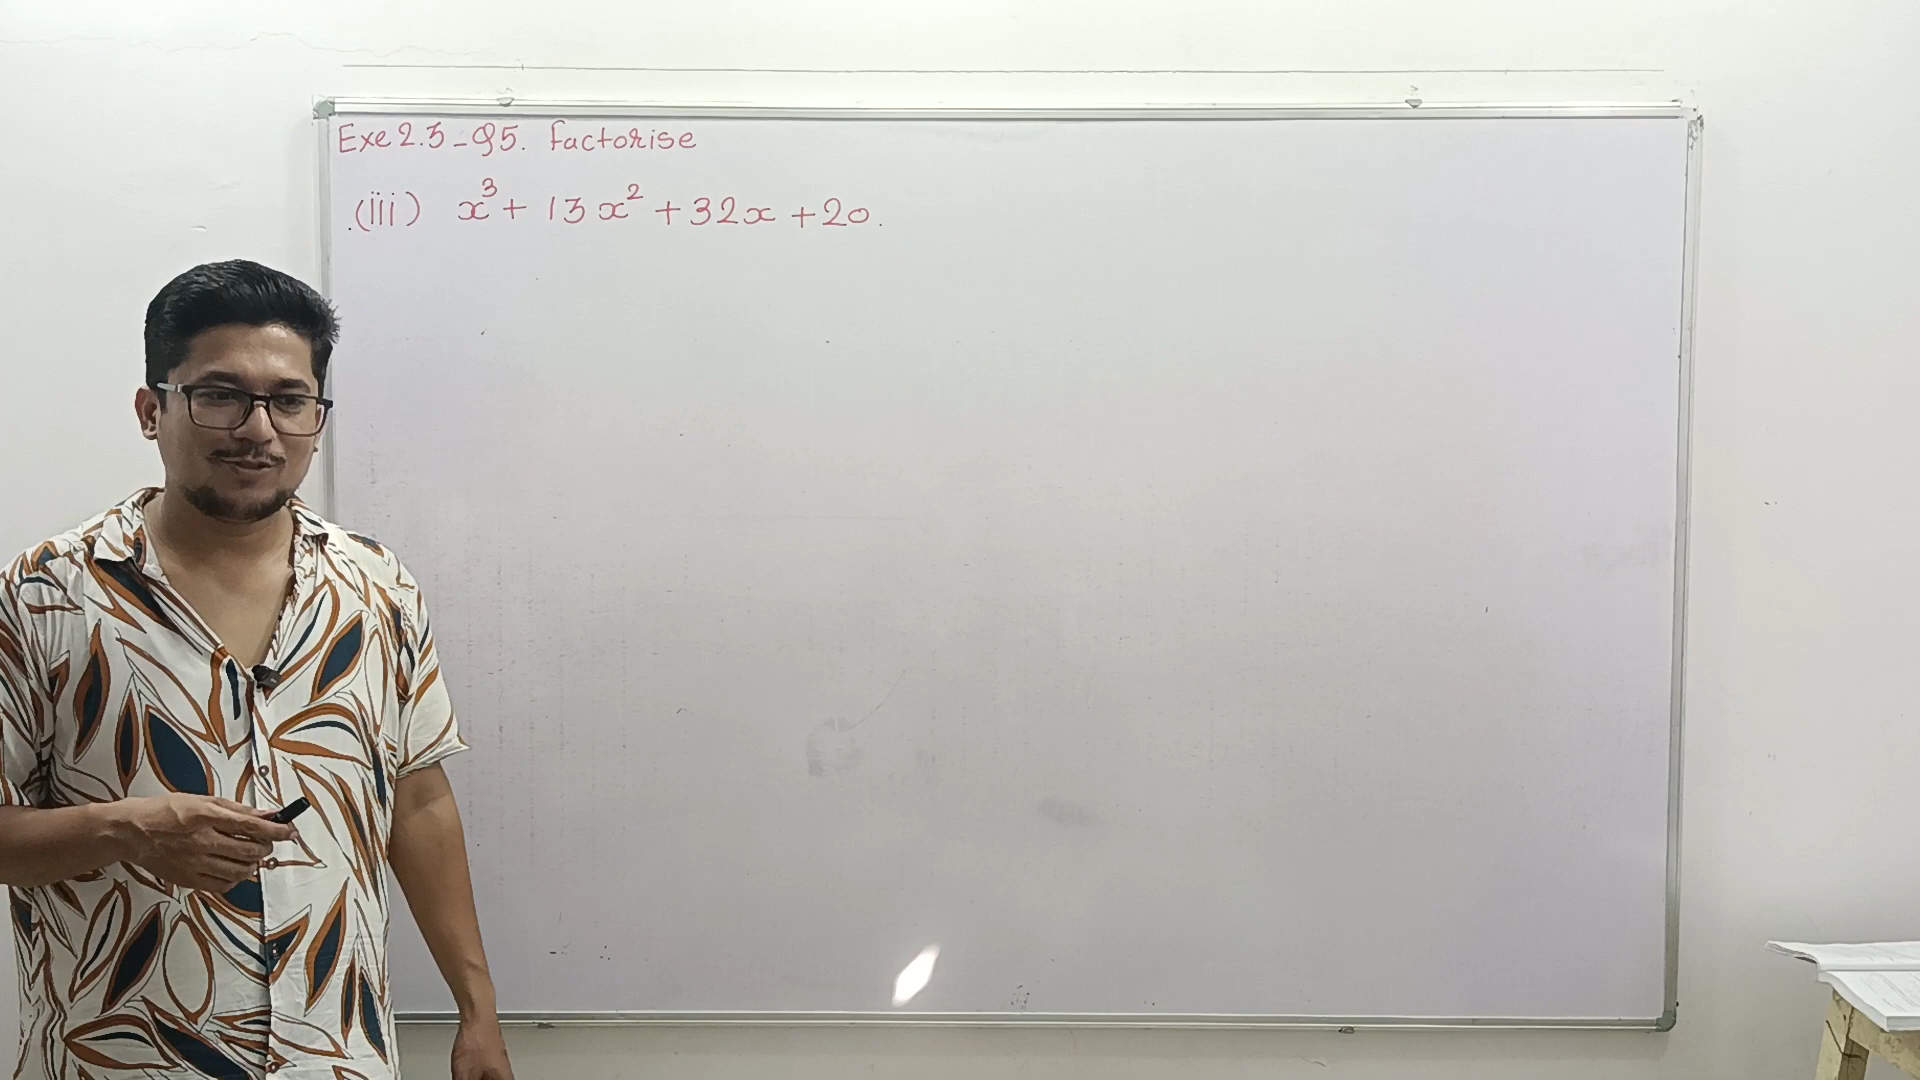 Exe 2.3 - Q5. factorise
(iii) x³ + 13x² + 32x + 20.